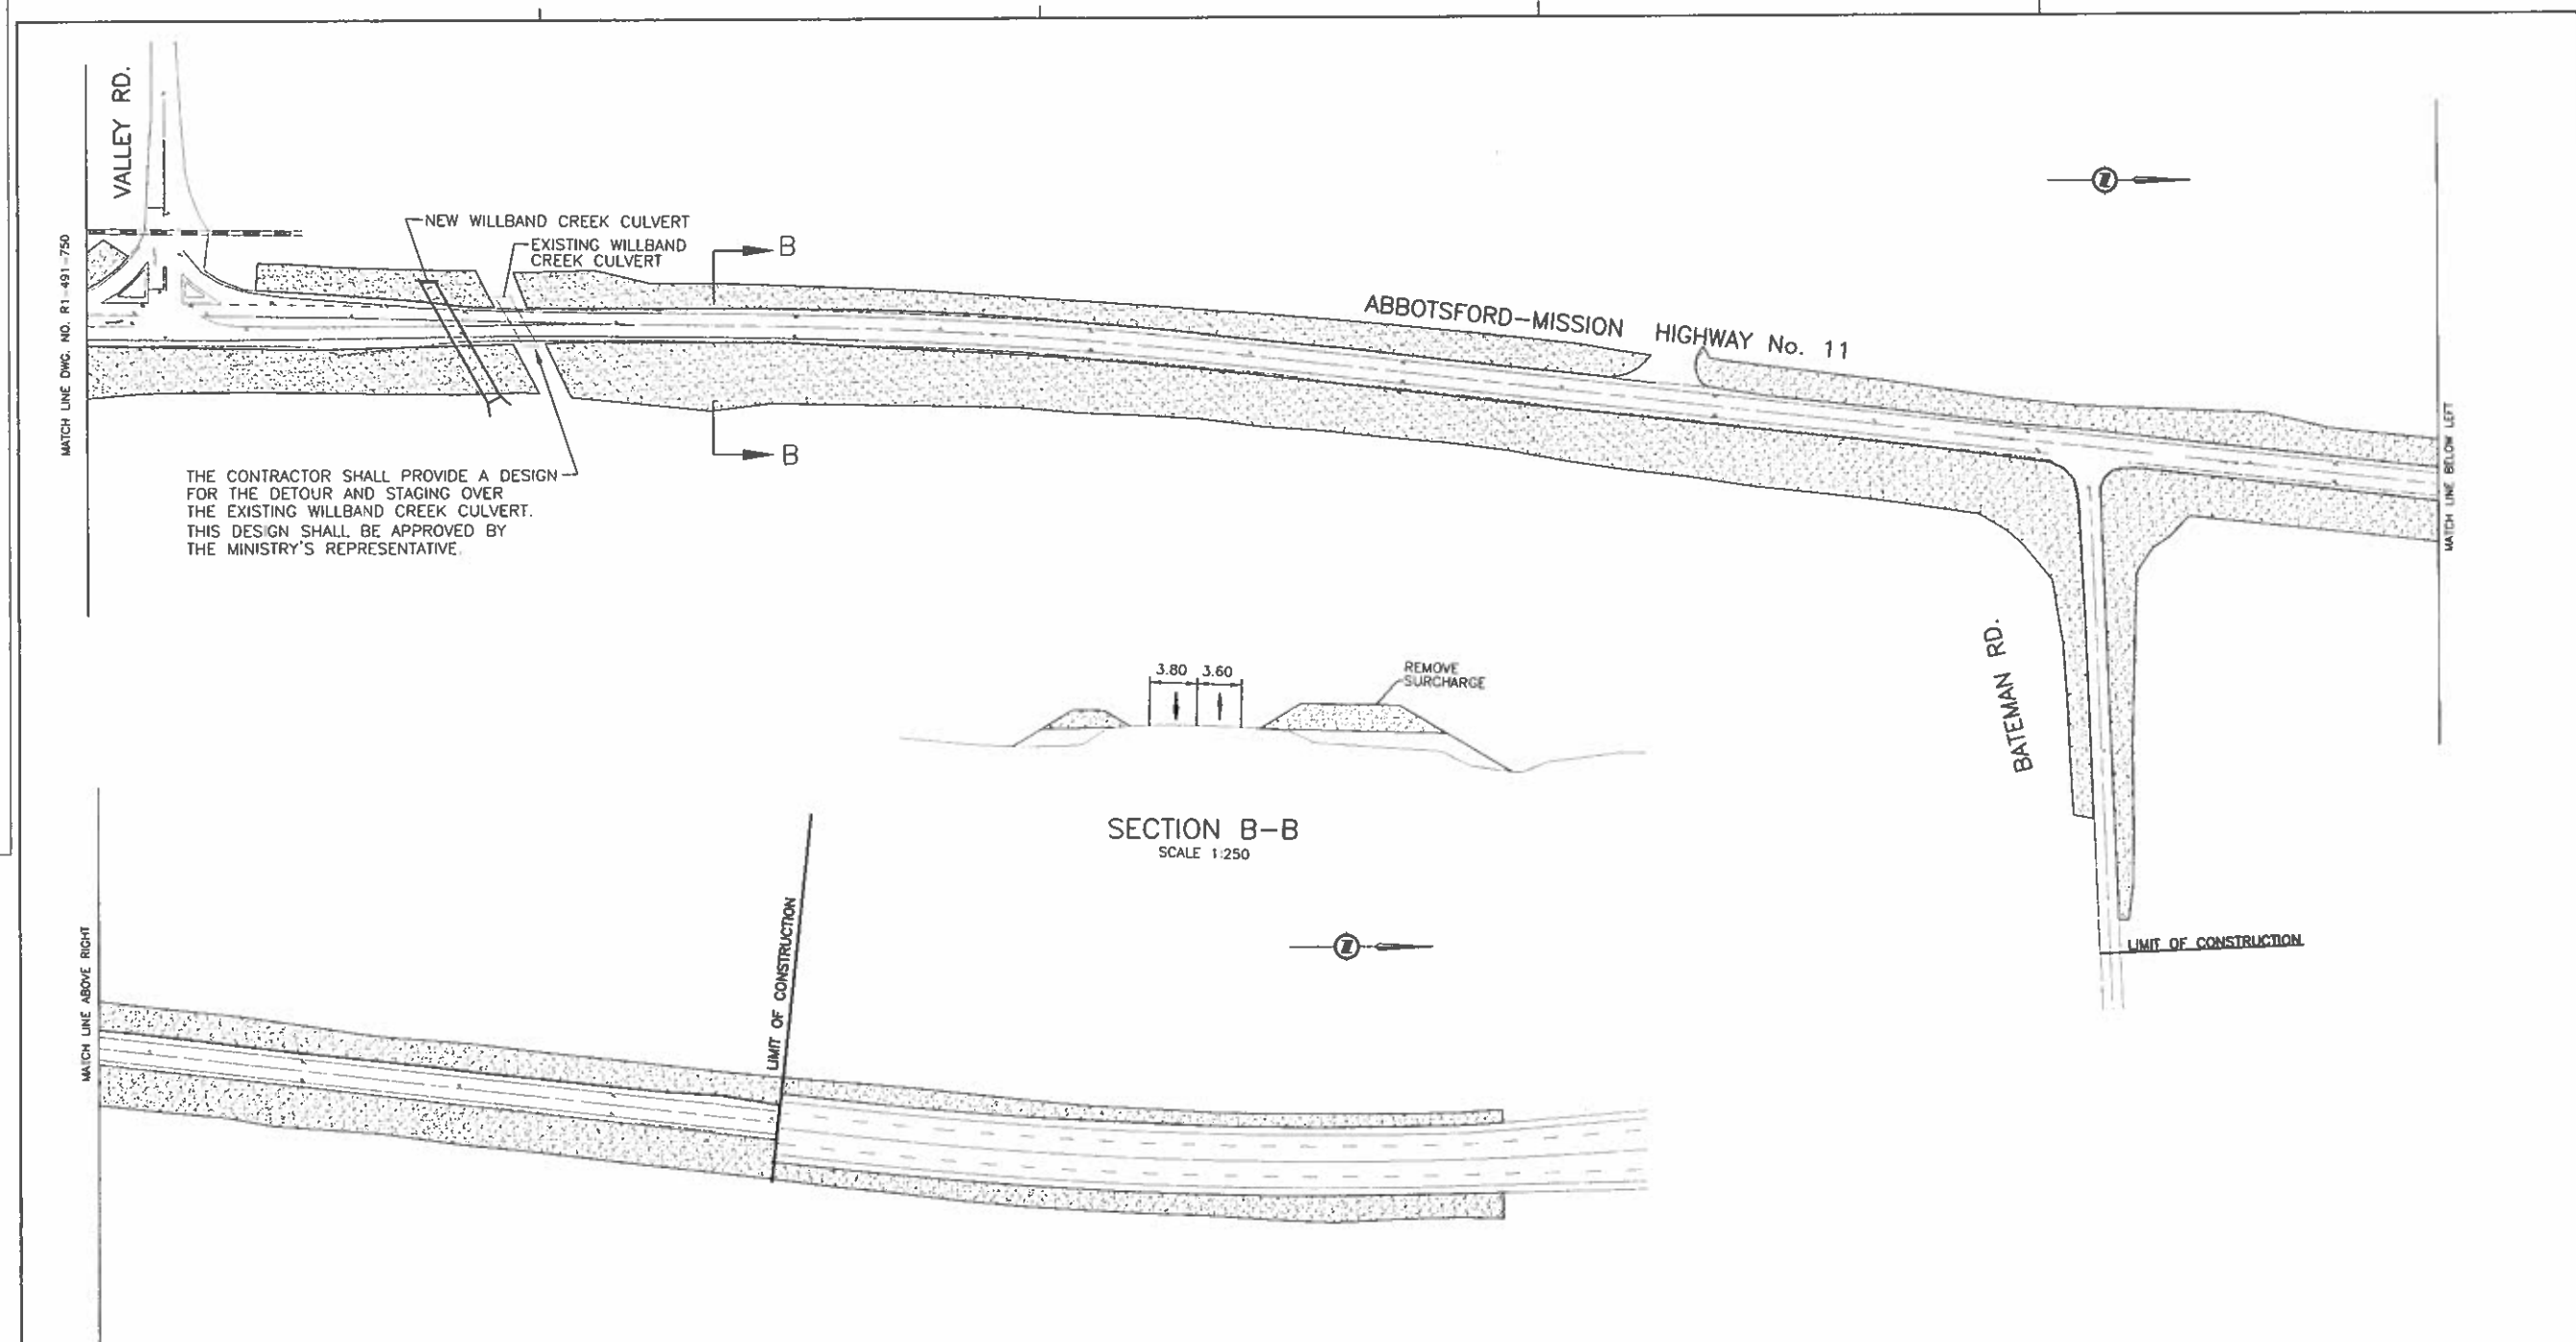 VALLEY RD.
MATCH LINE DWG. NO. R1-491-750
NEW WILLBAND CREEK CULVERT
EXISTING WILLBAND
CREEK CULVERT
B
B
THE CONTRACTOR SHALL PROVIDE A DESIGN
FOR THE DETOUR AND STAGING OVER
THE EXISTING WILLBAND CREEK CULVERT.
THIS DESIGN SHALL BE APPROVED BY
THE MINISTRY'S REPRESENTATIVE.
ABBOTSFORD-MISSION HIGHWAY No. 11
Z
MATCH LINE BELOW LEFT
BATEMAN RD.
LIMIT OF CONSTRUCTION
3.80 3.60
REMOVE
SURCHARGE
SECTION B-B
SCALE 1:250
MATCH LINE ABOVE RIGHT
LIMIT OF CONSTRUCTION
Z